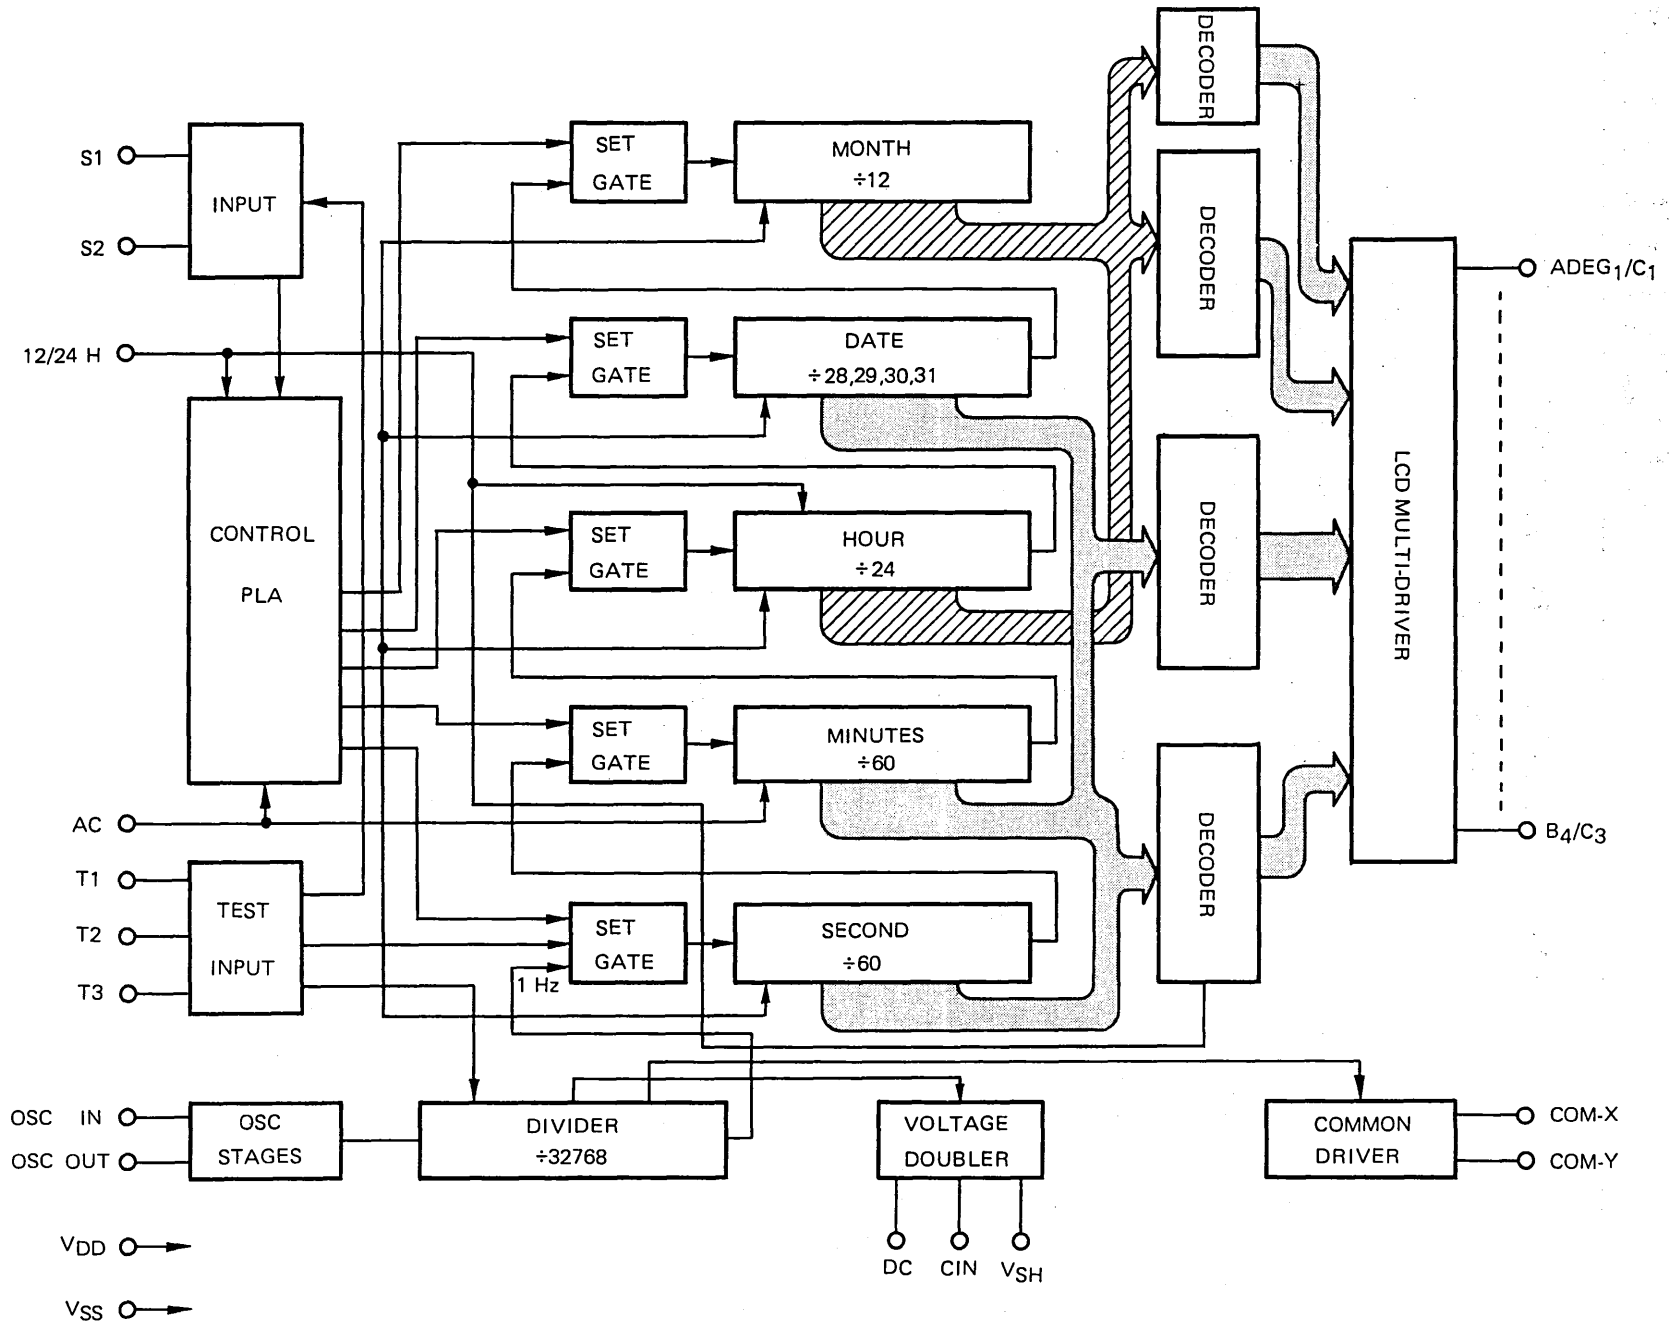 S1
S2
INPUT
12/24 H
CONTROL
PLA
AC
T1
T2
T3
TEST
INPUT
OSC IN
OSC OUT
OSC
STAGES
VDD
VSS
SET
GATE
MONTH
÷12
SET
GATE
DATE
÷28,29,30,31
SET
GATE
HOUR
÷24
SET
GATE
MINUTES
÷60
SET
GATE
1 Hz
SECOND
÷60
DIVIDER
÷32768
VOLTAGE
DOUBLER
DC
CIN
VSH
DECODER
DECODER
DECODER
DECODER
LCD MULTI-DRIVER
ADEG1/C1
B4/C3
COMMON
DRIVER
COM-X
COM-Y